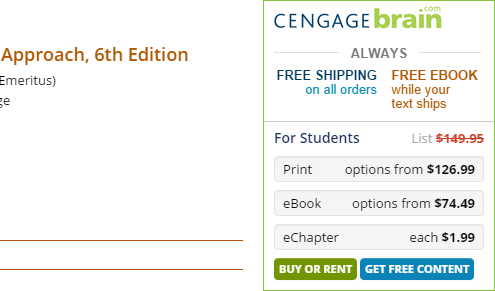 Approach, 6th Edition
Emeritus)
ge
CENGAGEbrain.com
ALWAYS
FREE SHIPPING
on all orders
FREE EBOOK
while your
text ships
For Students
List $149.95
Print options from $126.99
eBook options from $74.49
eChapter each $1.99
BUY OR RENT
GET FREE CONTENT